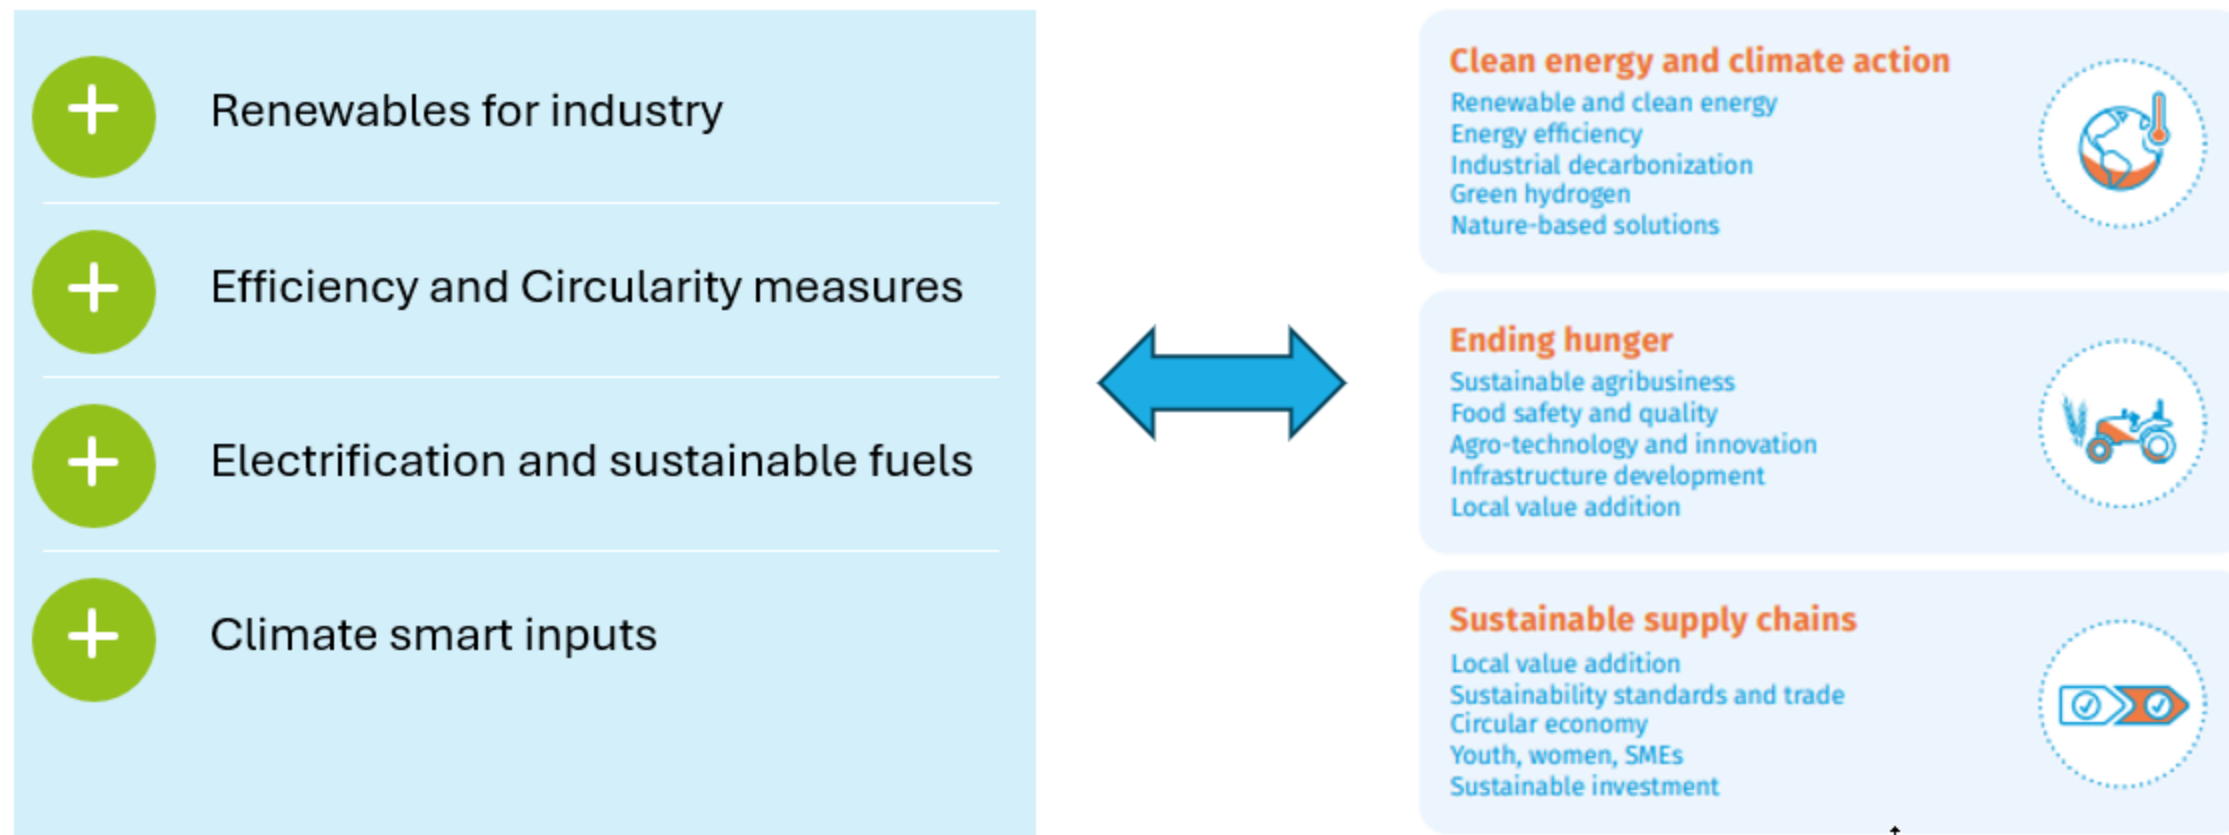 Renewables for industry
Efficiency and Circularity measures
Electrification and sustainable fuels
Climate smart inputs
Clean energy and climate action
Renewable and clean energy
Energy efficiency
Industrial decarbonization
Green hydrogen
Nature-based solutions
Ending hunger
Sustainable agribusiness
Food safety and quality
Agro-technology and innovation
Infrastructure development
Local value addition
Sustainable supply chains
Local value addition
Sustainability standards and trade
Circular economy
Youth, women, SMEs
Sustainable investment